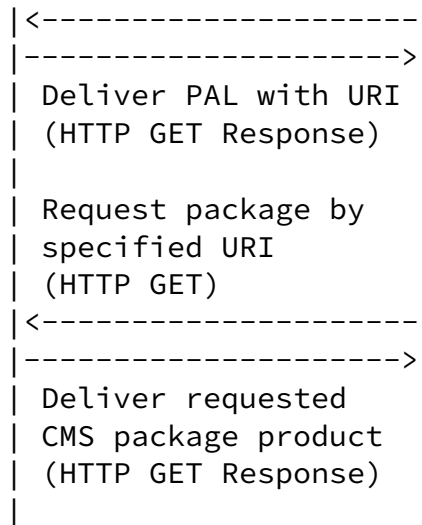 |<---------------------
|--------------------->
| Deliver PAL with URI
| (HTTP GET Response)
|
| Request package by
| specified URI
| (HTTP GET)
|<---------------------
|--------------------->
| Deliver requested
| CMS package product
| (HTTP GET Response)
|